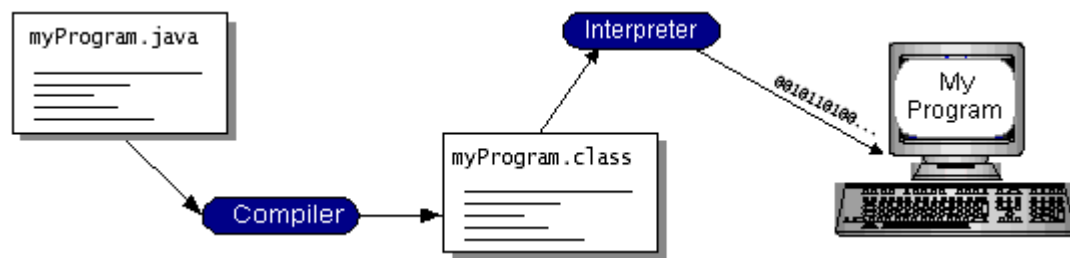 myProgram.java
Compiler
myProgram.class
Interpreter
0010110100...
My
Program